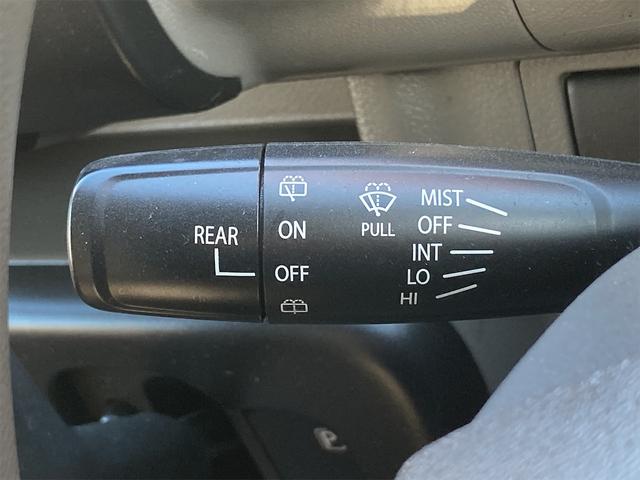 REAR
ON
OFF
PULL
MIST
OFF
INT
LO
HI